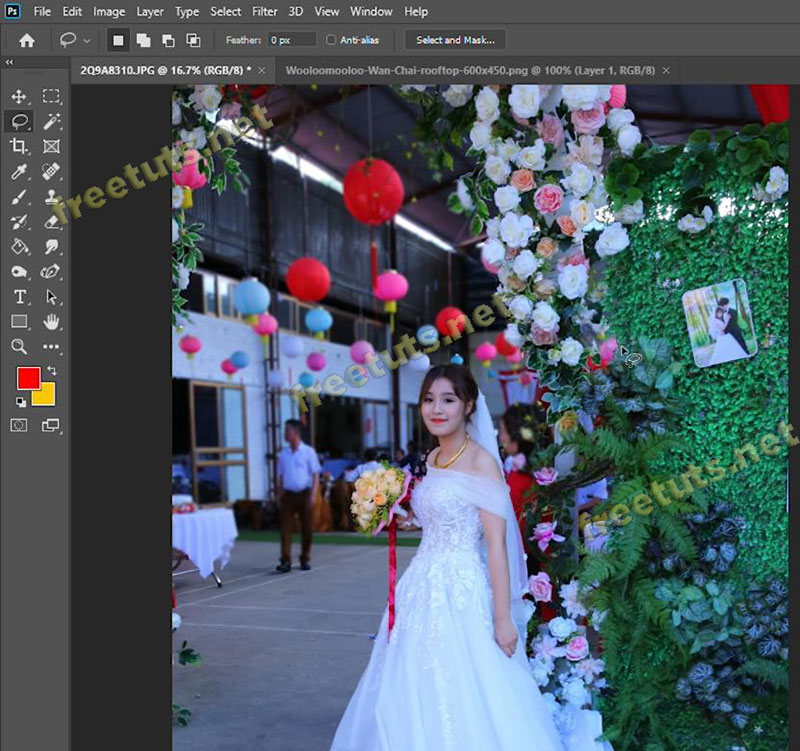 Ps File Edit Image Layer Type Select Filter 3D View Window Help
Feather: 0 px Anti-alias Select and Mask...
2Q9A8310.JPG @ 16.7% (RGB/8) * × Wooloomooloo-Wan-Chai-rooftop-600x450.png @ 100% (Layer 1, RGB/8) ×
freetuts.net
freetuts.net
freetuts.net